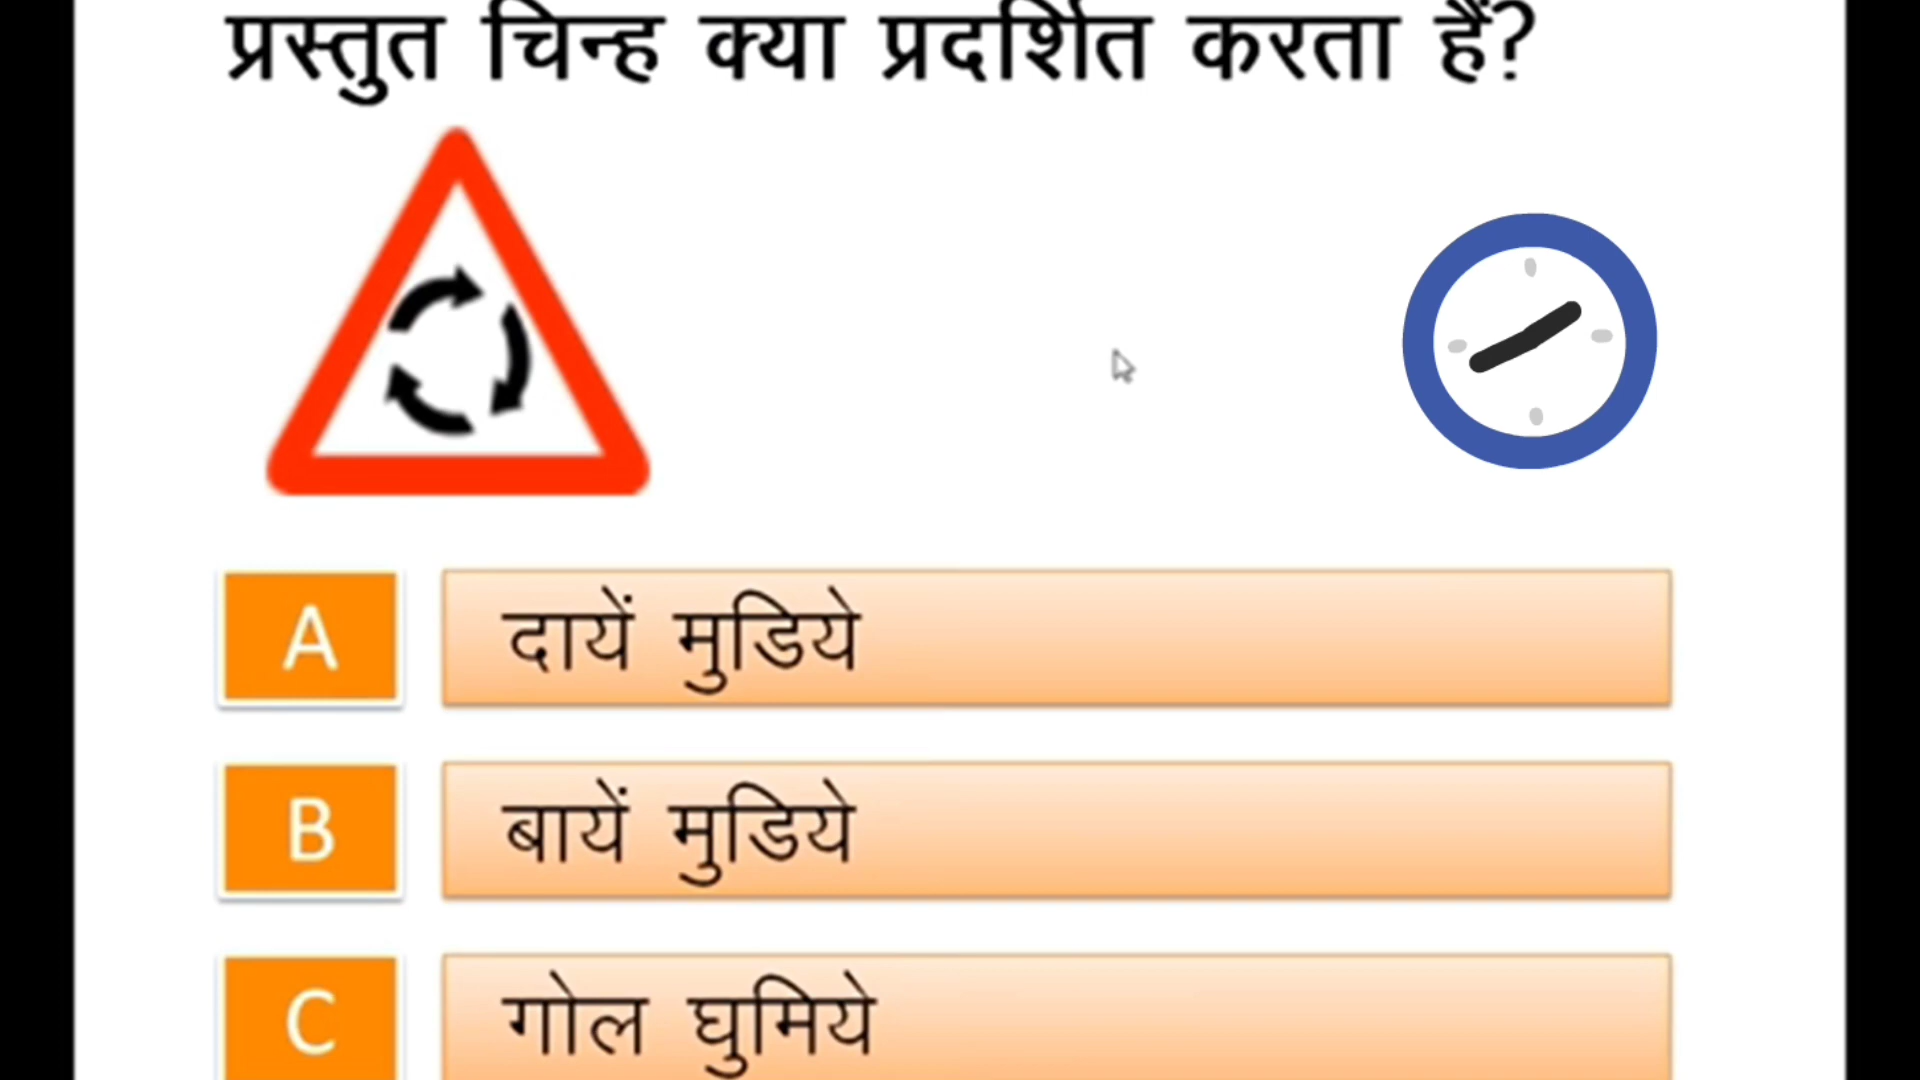 प्रस्तुत चिन्ह क्या प्रदर्शित करता हैं?
A दायें मुडिये
B बायें मुडिये
C गोल घुमिये